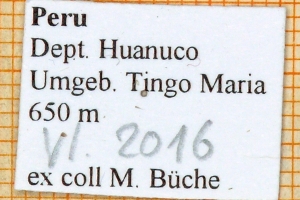 Peru
Dept. Huanuco
Umgeb. Tingo Maria
650 m
VI. 2016
ex coll M. Büche